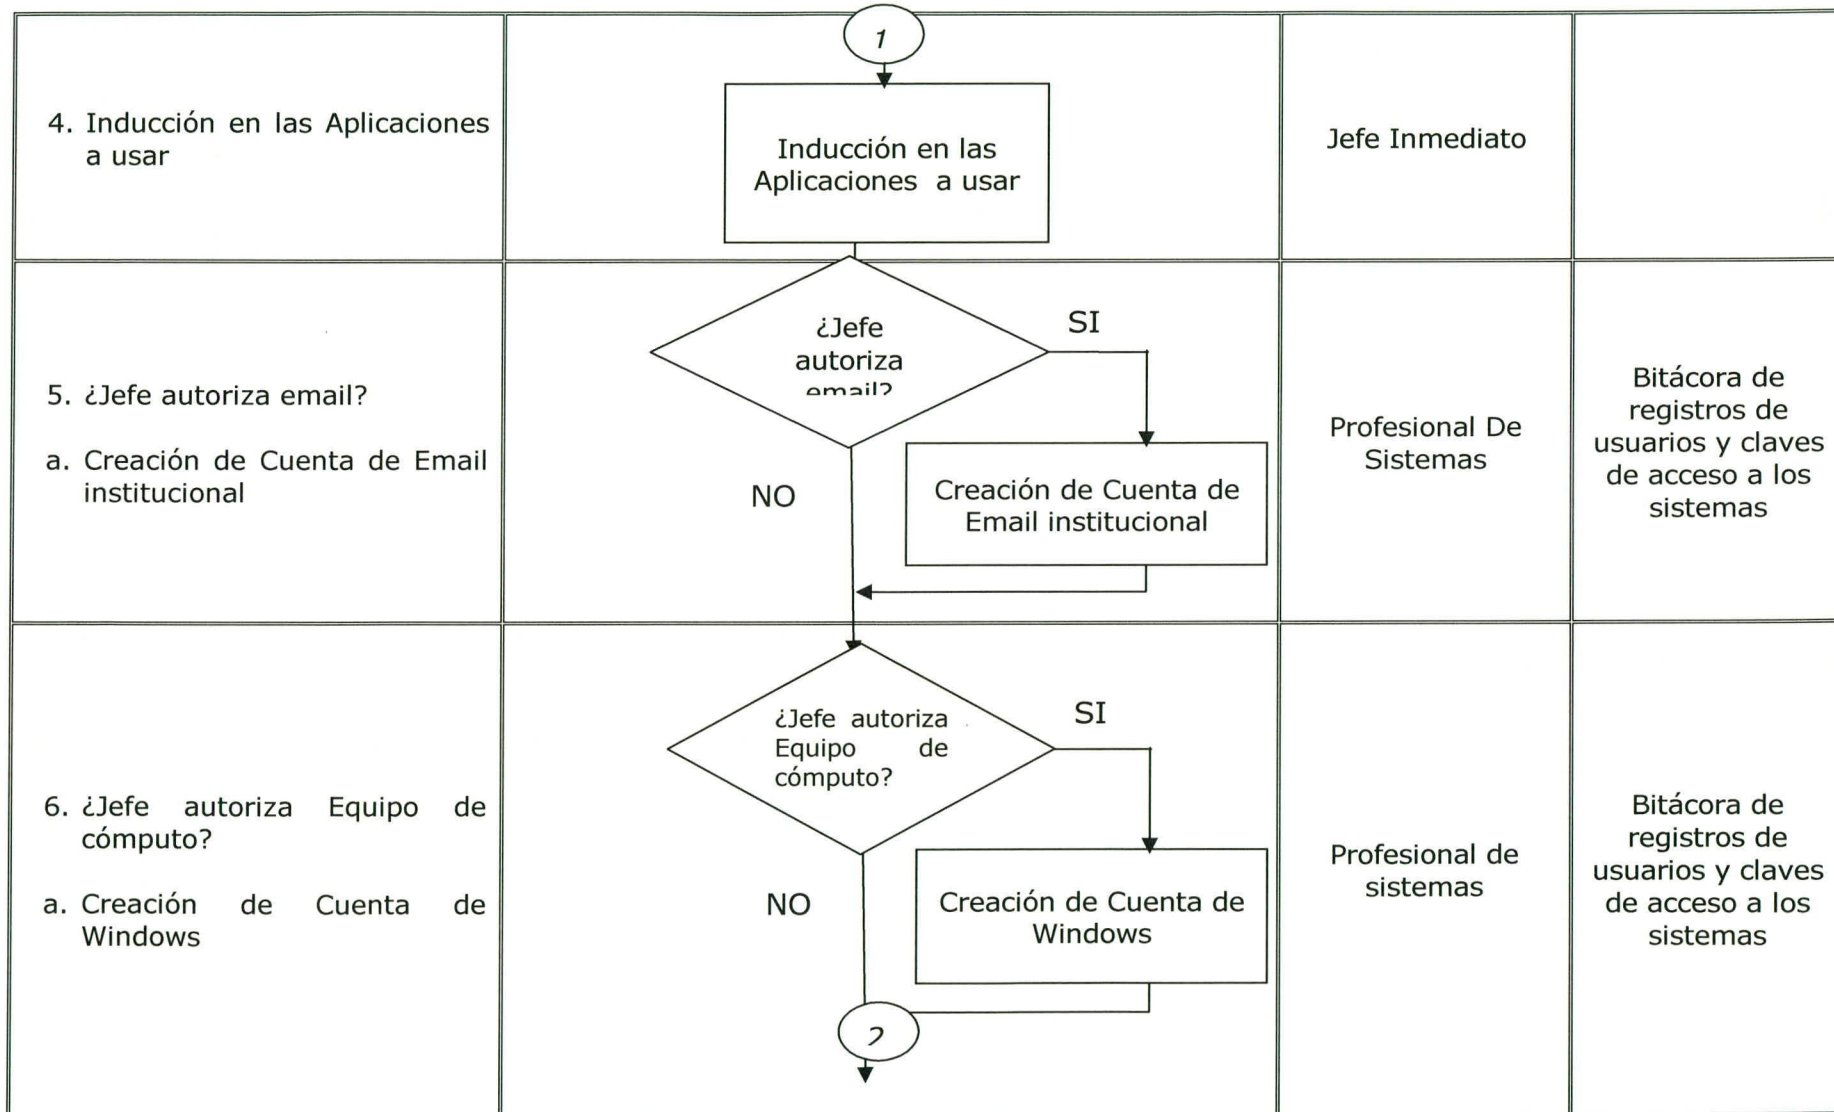 1
4. Inducción en las Aplicaciones
a usar
Inducción en las
Aplicaciones a usar
Jefe Inmediato
5. ¿Jefe autoriza email?
a. Creación de Cuenta de Email
institucional
¿Jefe
autoriza
email?
SI
NO
Creación de Cuenta de
Email institucional
Profesional De
Sistemas
Bitácora de
registros de
usuarios y claves
de acceso a los
sistemas
6. ¿Jefe autoriza Equipo de
cómputo?
a. Creación de Cuenta de
Windows
¿Jefe autoriza
Equipo de
cómputo?
SI
NO
Creación de Cuenta de
Windows
2
Profesional de
sistemas
Bitácora de
registros de
usuarios y claves
de acceso a los
sistemas